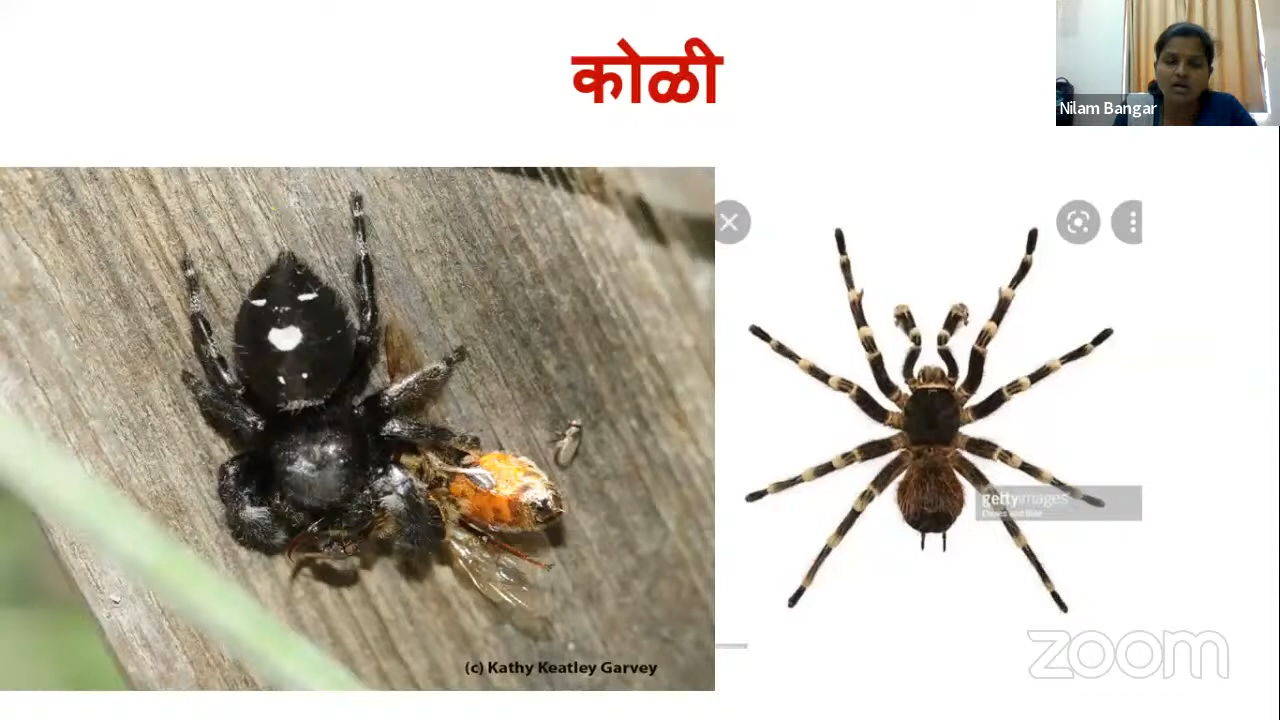 कोळी
Nilam Bangar
gettyimages
(c) Kathy Keatley Garvey
zoom